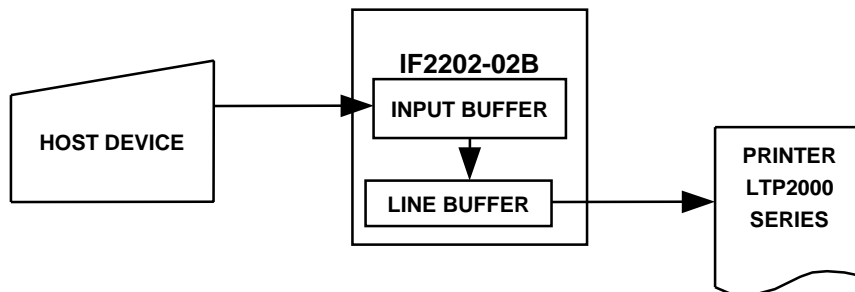 IF2202-02B
INPUT BUFFER
HOST DEVICE
LINE BUFFER
PRINTER
LTP2000
SERIES